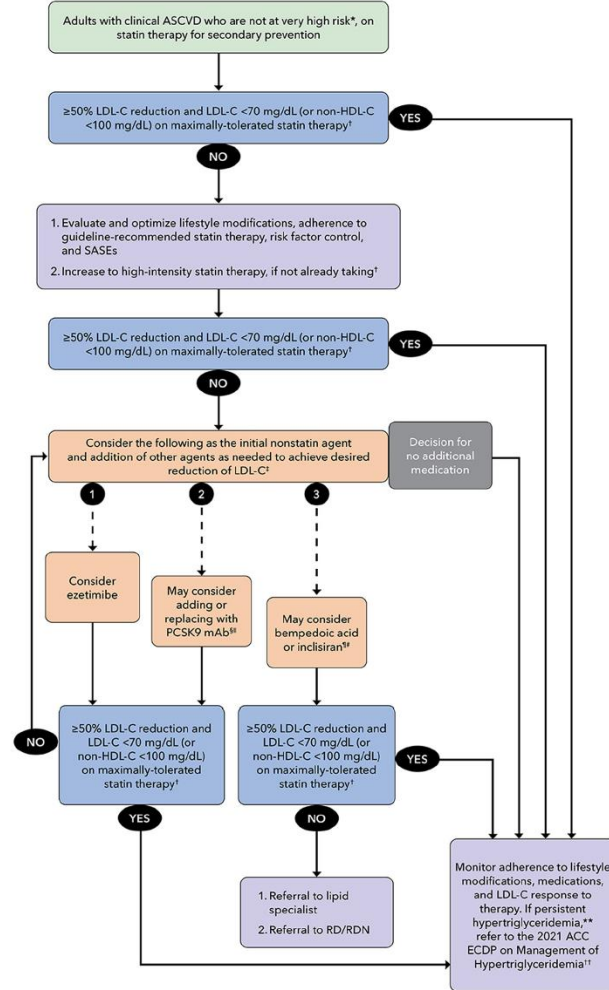 Adults with clinical ASCVD who are not at very high risk*, on
statin therapy for secondary prevention
≥50% LDL-C reduction and LDL-C <70 mg/dL (or non-HDL-C
<100 mg/dL) on maximally-tolerated statin therapy†
YES
NO
1. Evaluate and optimize lifestyle modifications, adherence to
guideline-recommended statin therapy, risk factor control,
and SASEs
2. Increase to high-intensity statin therapy, if not already taking†
≥50% LDL-C reduction and LDL-C <70 mg/dL (or non-HDL-C
<100 mg/dL) on maximally-tolerated statin therapy†
YES
NO
Consider the following as the initial nonstatin agent
and addition of other agents as needed to achieve desired
reduction of LDL-C‡
Decision for
no additional
medication
1
2
3
Consider
ezetimibe
May consider
adding or
replacing with
PCSK9 mAb§‖
May consider
bempedoic acid
or inclisiran¶#
≥50% LDL-C reduction and
LDL-C <70 mg/dL (or
non-HDL-C <100 mg/dL)
on maximally-tolerated
statin therapy†
NO
YES
≥50% LDL-C reduction and
LDL-C <70 mg/dL (or
non-HDL-C <100 mg/dL)
on maximally-tolerated
statin therapy†
YES
NO
1. Referral to lipid
specialist
2. Referral to RD/RDN
Monitor adherence to lifestyle
modifications, medications,
and LDL-C response to
therapy. If persistent
hypertriglyceridemia,**
refer to the 2021 ACC
ECDP on Management of
Hypertriglyceridemia††